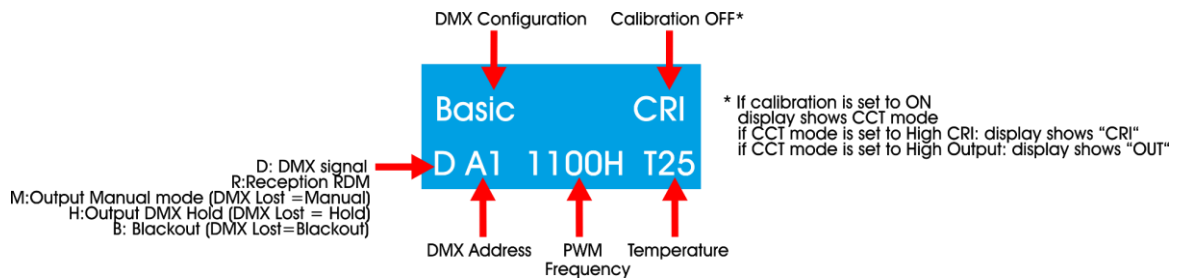 DMX Configuration
Calibration OFF*
Basic
CRI
D A1
1100H
T25
* If calibration is set to ON
display shows CCT mode
if CCT mode is set to High CRI: display shows “CRI”
if CCT mode is set to High Output: display shows “OUT”
D: DMX signal
R:Reception RDM
M:Output Manual mode (DMX Lost =Manual)
H:Output DMX Hold (DMX Lost = Hold)
B: Blackout (DMX Lost=Blackout)
DMX Address
PWM
Frequency
Temperature